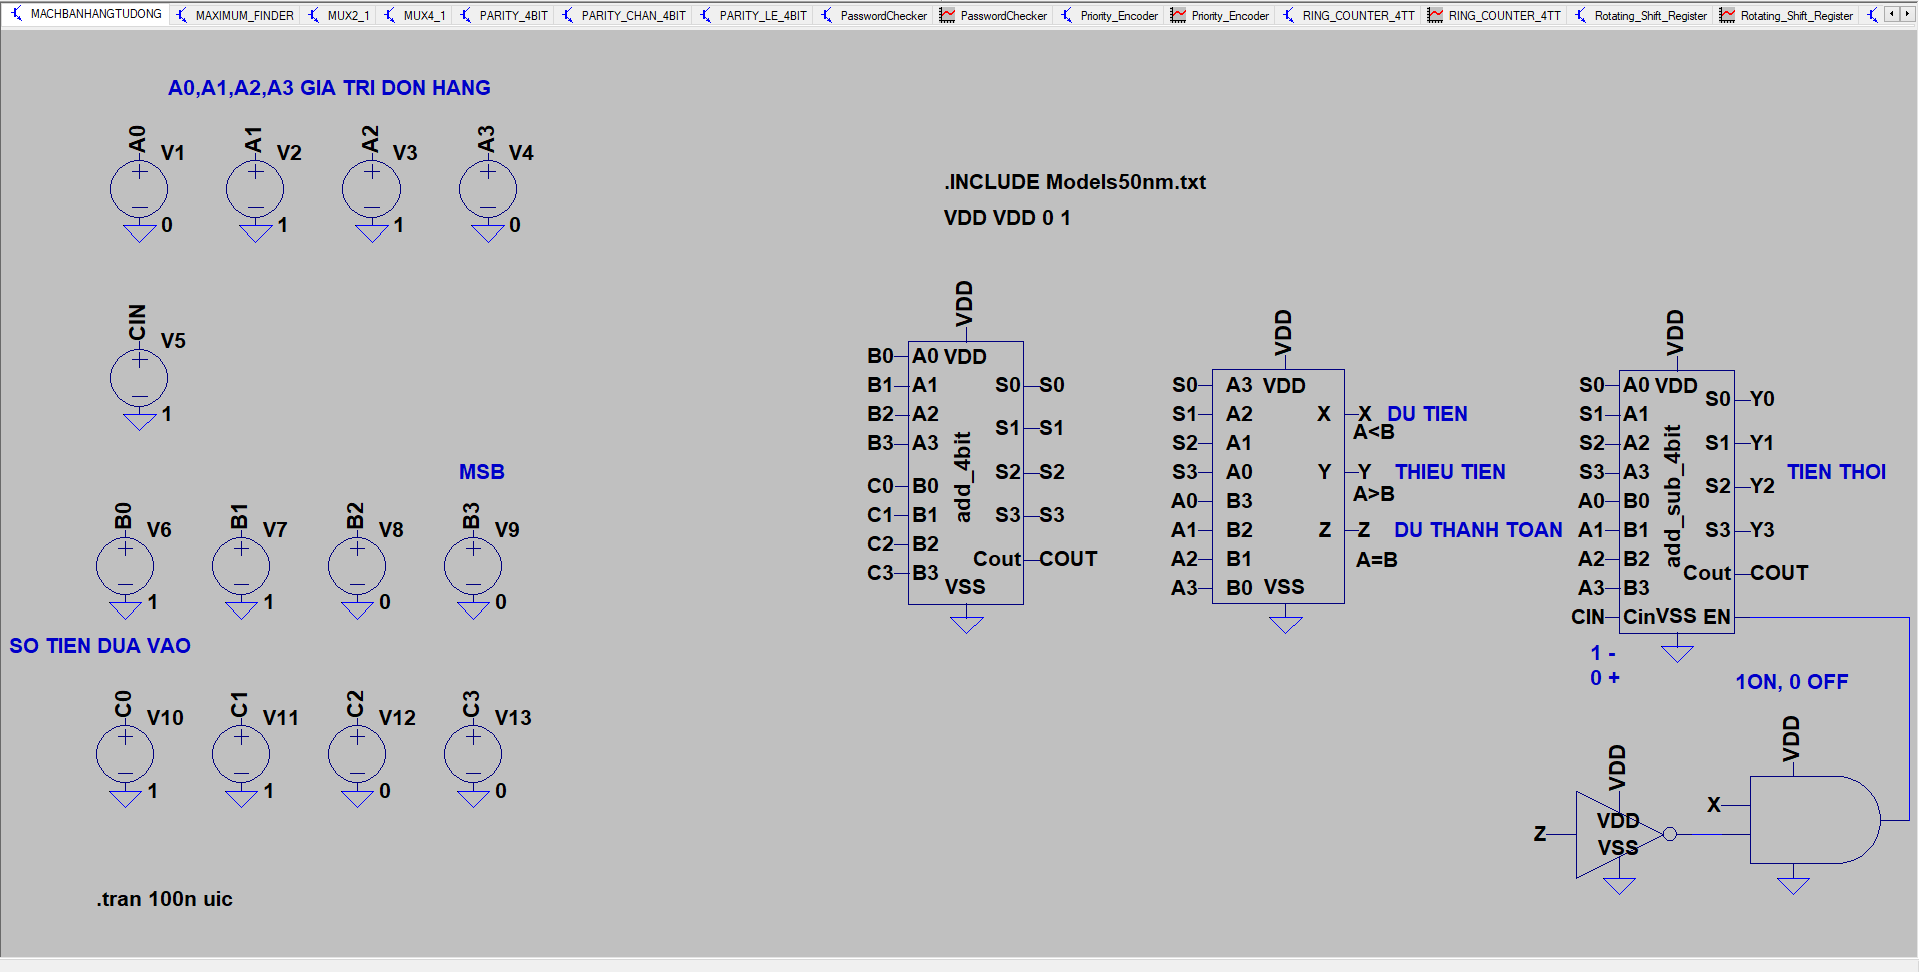 MACHBANHANGTUDONG MAXIMUM_FINDER MUX2_1 MUX4_1 PARITY_4BIT PARITY_CHAN_4BIT PARITY_LE_4BIT PasswordChecker PasswordChecker Priority_Encoder Priority_Encoder RING_COUNTER_4TT RING_COUNTER_4TT Rotating_Shift_Register Rotating_Shift_Register
A0,A1,A2,A3 GIA TRI DON HANG
A0 V1 0
A1 V2 1
A2 V3 1
A3 V4 0
CIN V5 1
MSB
B0 V6 1
B1 V7 1
B2 V8 0
B3 V9 0
SO TIEN DUA VAO
C0 V10 1
C1 V11 1
C2 V12 0
C3 V13 0
.tran 100n uic
.INCLUDE Models50nm.txt
VDD VDD 0 1
VDD
B0 A0 VDD
B1 A1 S0 S0
B2 A2
B3 A3 S1 S1
add_4bit
S2 S2
C0 B0
C1 B1 S3 S3
C2 B2
Cout COUT
C3 B3
VSS
VDD
S0 A3 VDD
S1 A2 X X DU TIEN
A<B
S2 A1
S3 A0 Y Y THIEU TIEN
A>B
A0 B3
A1 B2 Z Z DU THANH TOAN
A2 B1 A=B
A3 B0 VSS
VDD
S0 A0 VDD
S0 Y0
S1 A1
S2 A2 S1 Y1
S3 A3 TIEN THOI
add_sub_4bit
S2 Y2
A0 B0
A1 B1 S3 Y3
A2 B2
Cout COUT
A3 B3
CIN Cin VSS EN
1 -
0 +
1ON, 0 OFF
VDD
VDD
X
Z VDD
VSS